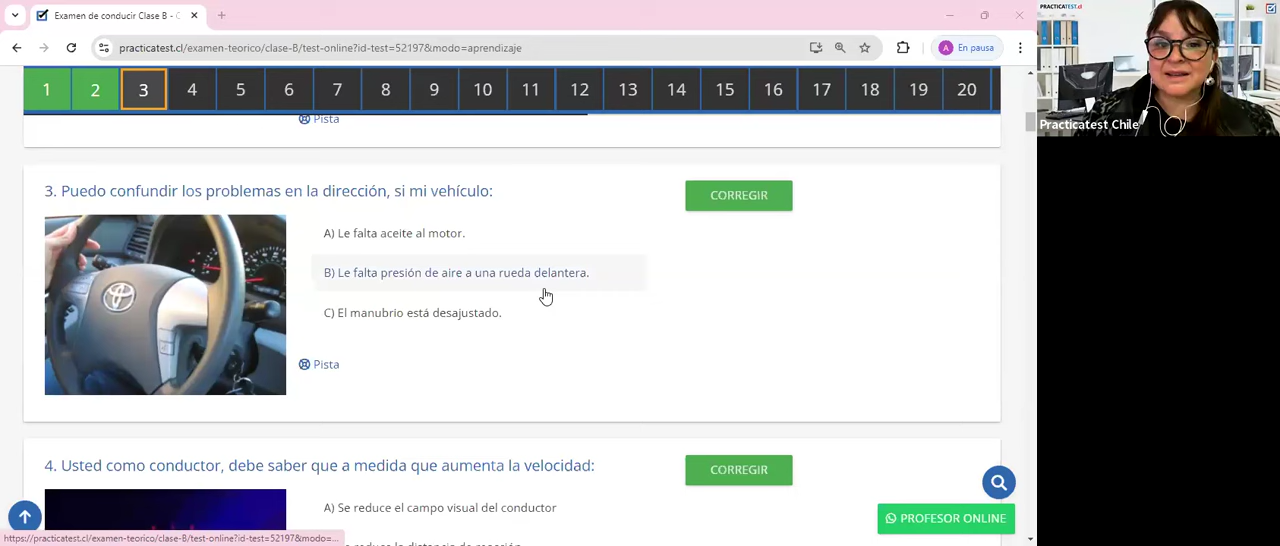 Examen de conducir Clase B - C
practicatest.cl/examen-teorico/clase-B/test-online?id-test=52197&modo=aprendizaje
A
En pausa
PRACTICATEST.cl
1 2 3 4 5 6 7 8 9 10 11 12 13 14 15 16 17 18 19 20
Practicatest Chile
Pista
3. Puedo confundir los problemas en la dirección, si mi vehículo:
CORREGIR
A) Le falta aceite al motor.
B) Le falta presión de aire a una rueda delantera.
C) El manubrio está desajustado.
Pista
4. Usted como conductor, debe saber que a medida que aumenta la velocidad:
CORREGIR
A) Se reduce el campo visual del conductor
PROFESOR ONLINE
https://practicatest.cl/examen-teorico/clase-B/test-online?id-test=52197&modo=...